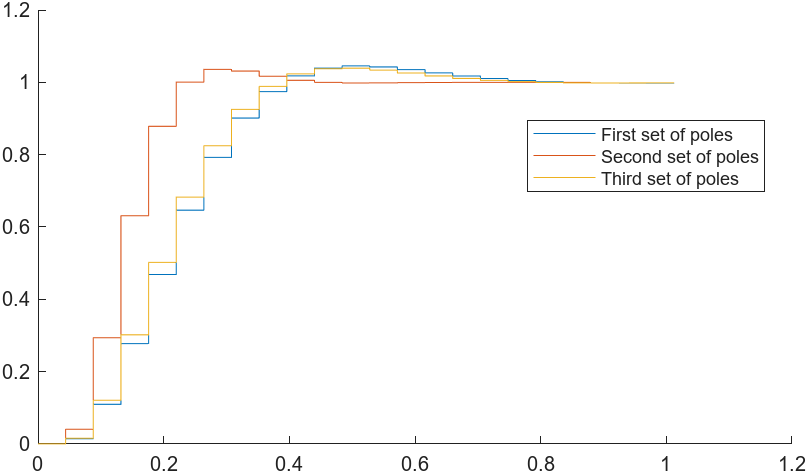 1.2
1
0.8
0.6
0.4
0.2
0
First set of poles
Second set of poles
Third set of poles
0 0.2 0.4 0.6 0.8 1 1.2